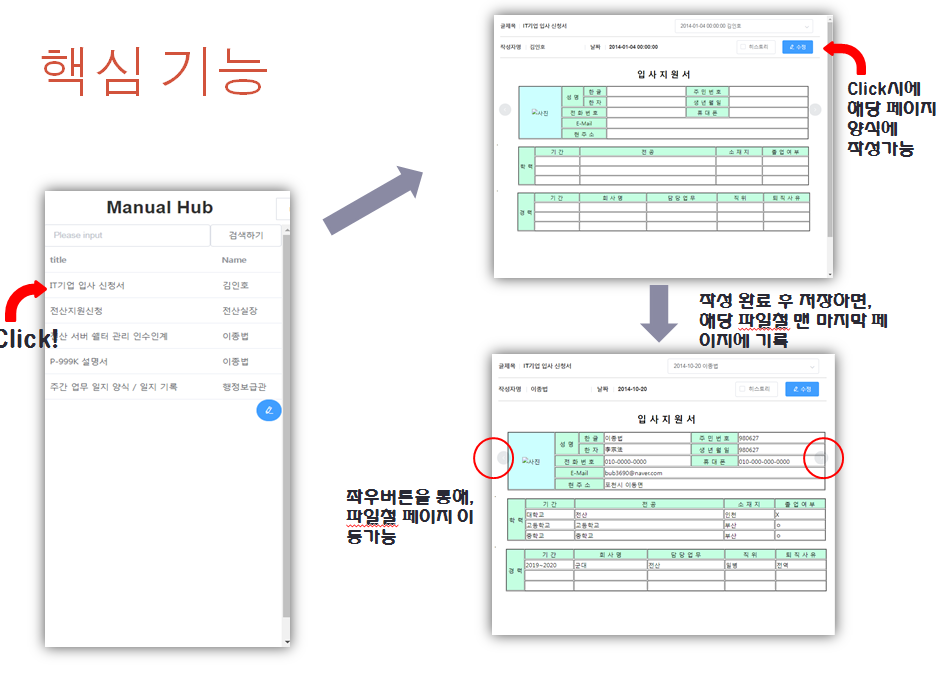 핵심 기능
Manual Hub
Please input 검색하기
title Name
IT기업 입사 신청서 김인호
전산지원신청 전산실장
전산 서버 쉘터 관리 인수인계 이종법
P-999K 설명서 이종법
주간 업무 일지 양식 / 일지 기록 행정보급관
Click!
글제목 IT기업 입사 신청서 2014-01-04 00:00:00 김인호
작성자명 김인호 날짜 2014-01-04 00:00:00 히스토리 수정
입사지원서
사진 성명 한글 주민번호
한자 생년월일
전화번호 휴대폰
E-Mail
현주소
학력 기간 전공 소재지 졸업여부
경력 기간 회사명 담당업무 직위 퇴직사유
Click시에
해당 페이지
양식에
작성가능
작성 완료 후 저장하면,
해당 파일철 맨 마지막 페
이지에 기록
글제목 IT기업 입사 신청서 2014-10-20 이종법
작성자명 이종법 날짜 2014-10-20 히스토리 수정
입사지원서
사진 성명 한글 이종법 주민번호 980627
한자 李宗法 생년월일 980627
전화번호 010-0000-0000 휴대폰 010-000-000-0000
E-Mail bub3690@naver.com
현주소 포천시 이동면
학력 기간 전공 소재지 졸업여부
대학교 전산 인천 X
고등학교 고등학교 부산 o
중학교 중학교 부산 o
경력 기간 회사명 담당업무 직위 퇴직사유
2019~2020 군대 전산 일병 전역
좌우버튼을 통해,
파일철 페이지 이
동가능